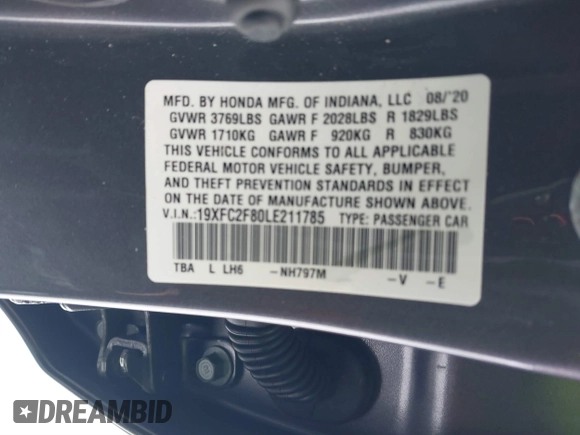 MFD. BY HONDA MFG. OF INDIANA, LLC 08/'20
GVWR 3769LBS GAWR F 2028LBS R 1829LBS
GVWR 1710KG GAWR F 920KG R 830KG
THIS VEHICLE CONFORMS TO ALL APPLICABLE
FEDERAL MOTOR VEHICLE SAFETY, BUMPER,
AND THEFT PREVENTION STANDARDS IN EFFECT
ON THE DATE OF MANUFACTURE SHOWN ABOVE.
V.I.N.:19XFC2F80LE211785 TYPE: PASSENGER CAR
TBA L LH6 -NH797M -V -E
DREAMBID